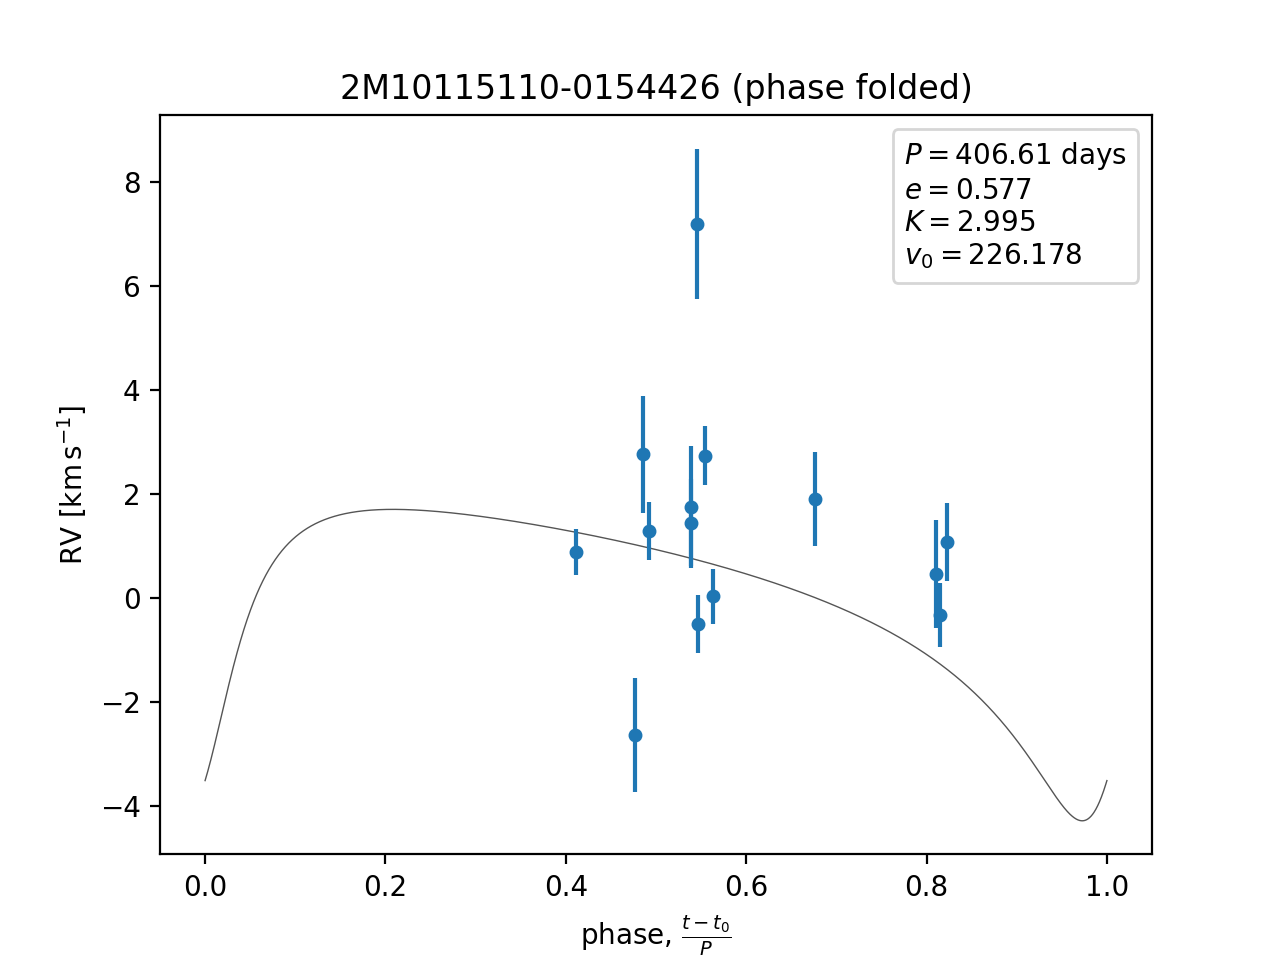 2M10115110-0154426 (phase folded)
P = 406.61 days
e = 0.577
K = 2.995
v₀ = 226.178
8
6
4
2
0
−2
−4
RV [km s⁻¹]
0.0 0.2 0.4 0.6 0.8 1.0
phase, (t − t₀)/P